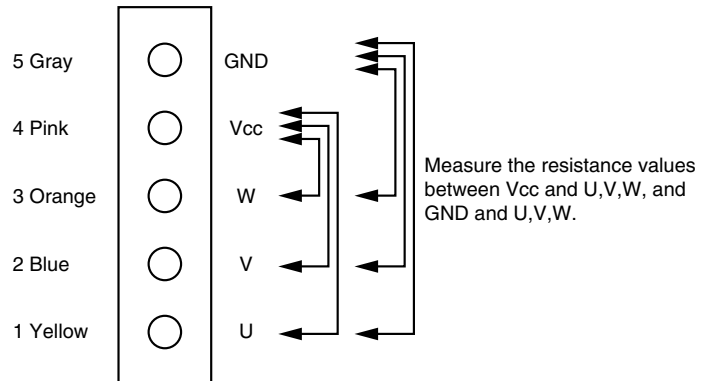 5 Gray GND
4 Pink Vcc
3 Orange W
2 Blue V
1 Yellow U
Measure the resistance values
between Vcc and U,V,W, and
GND and U,V,W.